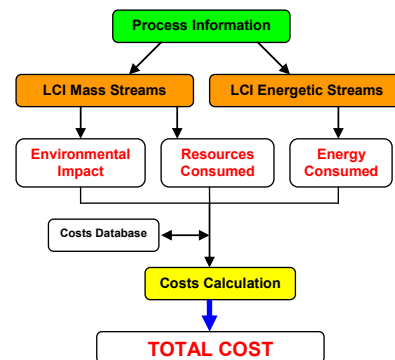 Process Information
LCI Mass Streams
LCI Energetic Streams
Environmental
Impact
Resources
Consumed
Energy
Consumed
Costs Database
Costs Calculation
TOTAL COST